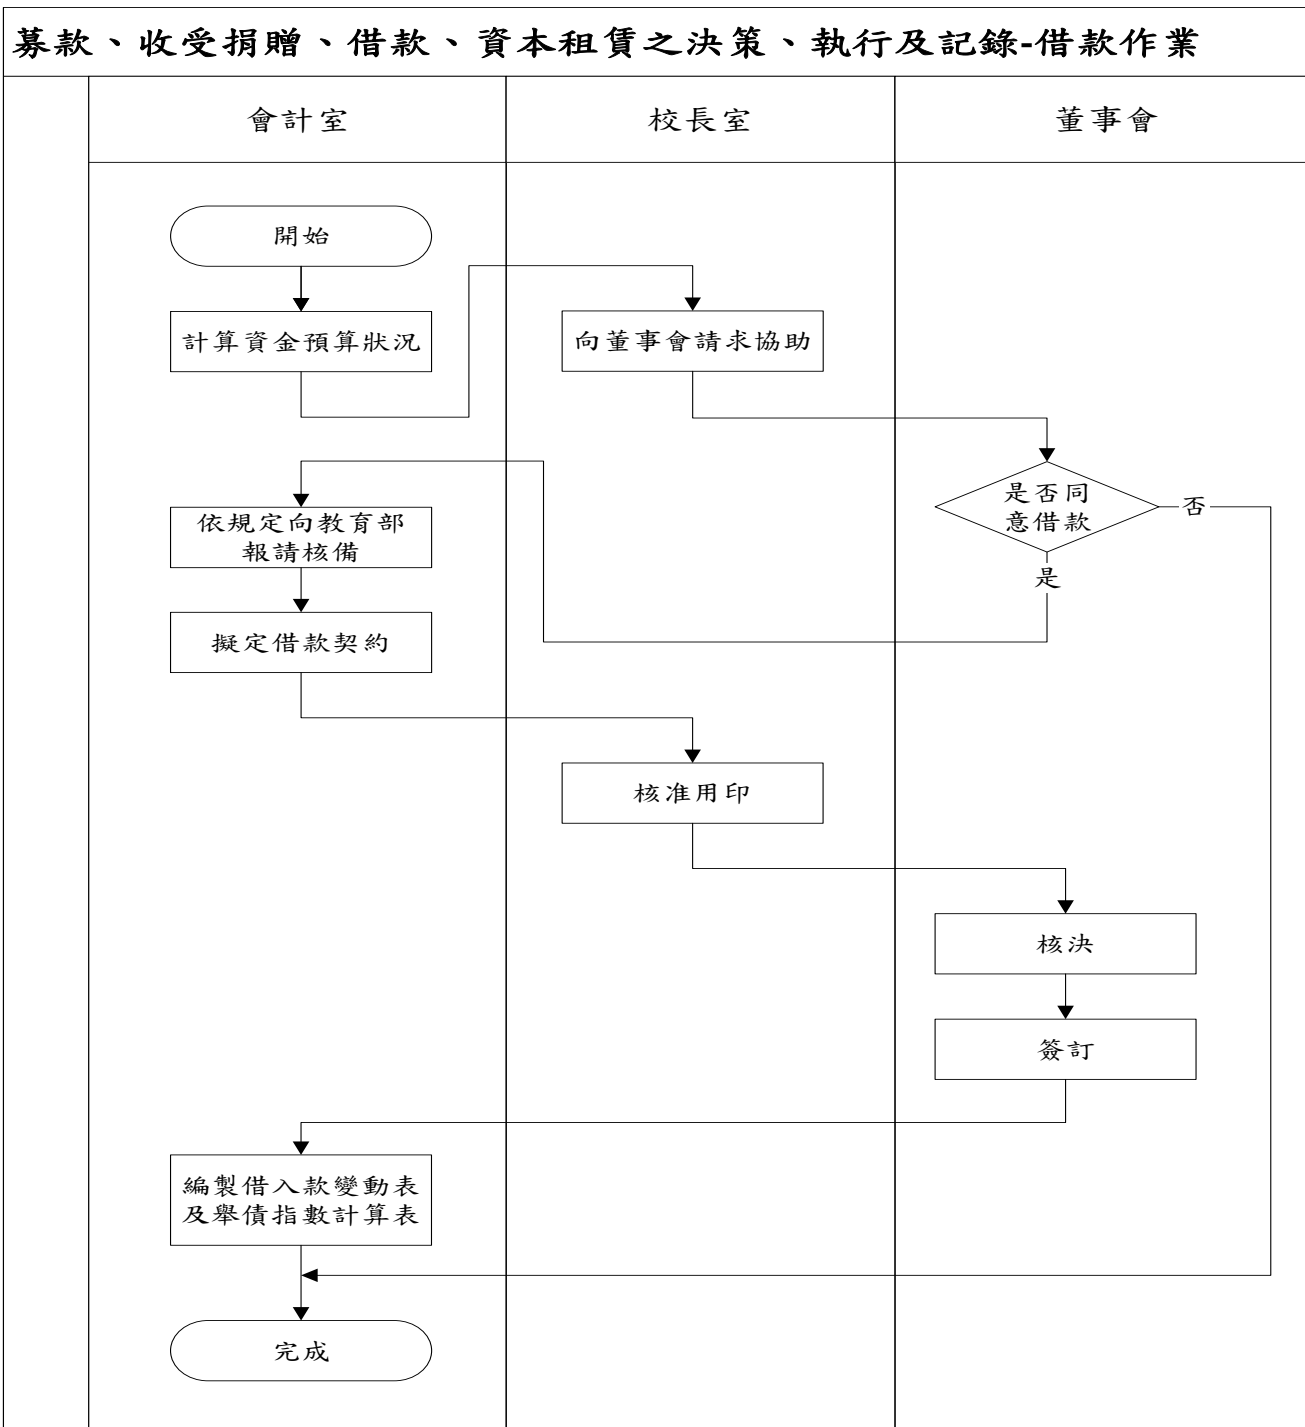 募款、收受捐贈、借款、資本租賃之決策、執行及記錄-借款作業
會計室
校長室
董事會
開始
計算資金預算狀況
向董事會請求協助
是否同
意借款
否
是
依規定向教育部
報請核備
擬定借款契約
核准用印
核決
簽訂
編製借入款變動表
及舉債指數計算表
完成